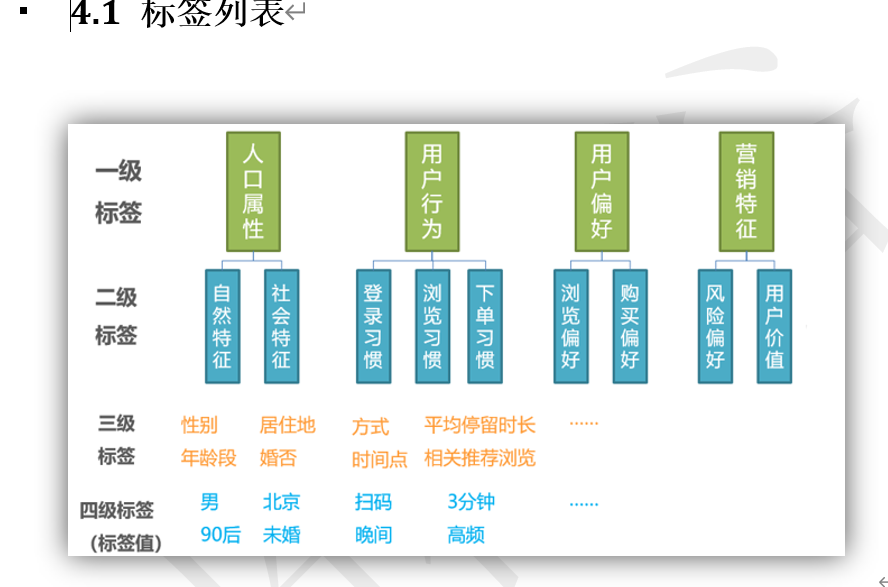 4.1 标签列表
一级
标签
人口属性
用户行为
用户偏好
营销特征
二级
标签
自然特征
社会特征
登录习惯
浏览习惯
下单习惯
浏览偏好
购买偏好
风险偏好
用户价值
三级
标签
性别 居住地 方式 平均停留时长 ......
年龄段 婚否 时间点 相关推荐浏览
四级标签
(标签值)
男 北京 扫码 3分钟 ......
90后 未婚 晚间 高频